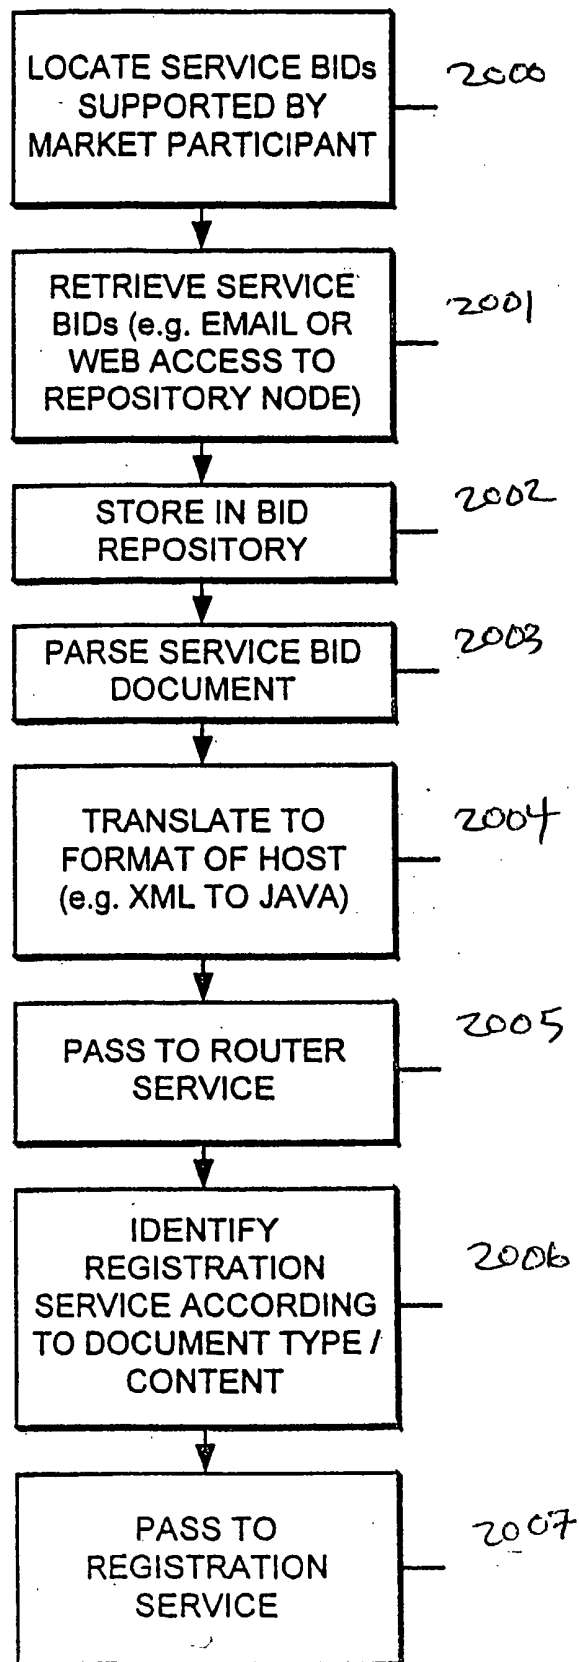 LOCATE SERVICE BIDs
SUPPORTED BY
MARKET PARTICIPANT
2000
RETRIEVE SERVICE
BIDs (e.g. EMAIL OR
WEB ACCESS TO
REPOSITORY NODE)
2001
STORE IN BID
REPOSITORY
2002
PARSE SERVICE BID
DOCUMENT
2003
TRANSLATE TO
FORMAT OF HOST
(e.g. XML TO JAVA)
2004
PASS TO ROUTER
SERVICE
2005
IDENTIFY
REGISTRATION
SERVICE ACCORDING
TO DOCUMENT TYPE /
CONTENT
2006
PASS TO
REGISTRATION
SERVICE
2007